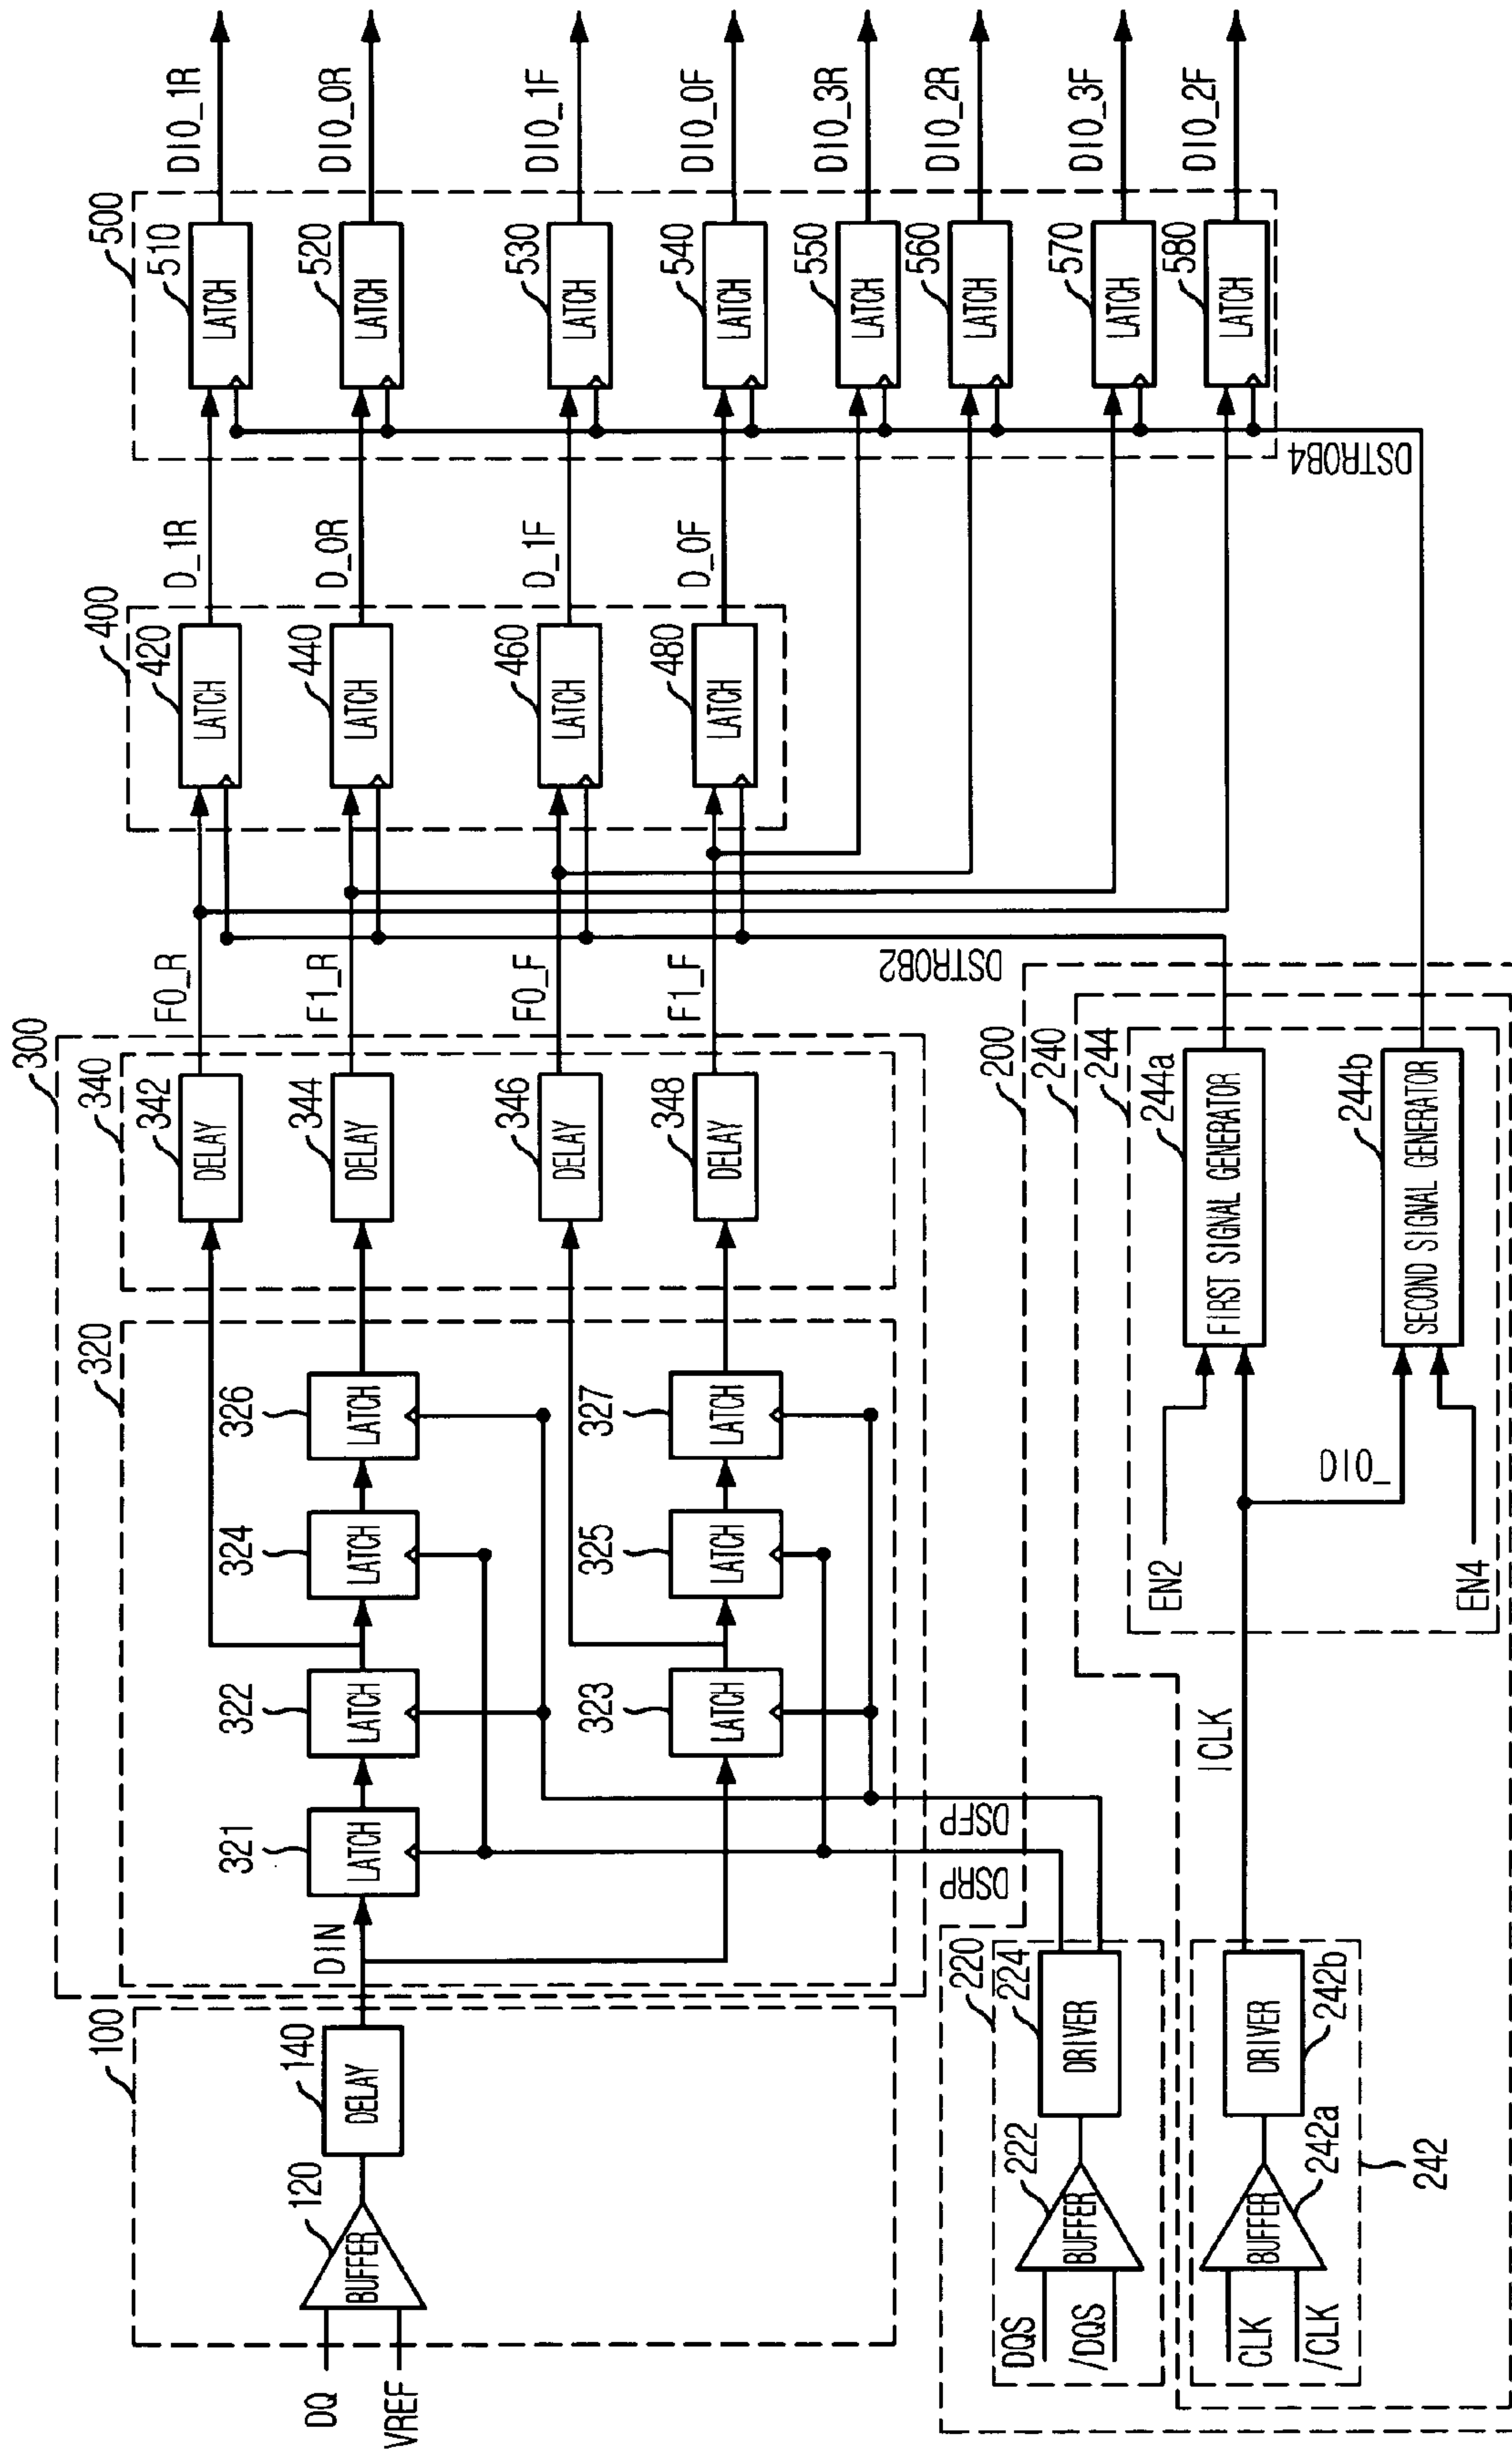 DQ
VREF
100
120
BUFFER
140
DELAY
DIN
300
320
321
LATCH
322
LATCH
324
LATCH
326
LATCH
323
LATCH
325
LATCH
327
LATCH
340
342
DELAY
344
DELAY
346
DELAY
348
DELAY
F0_R
F1_R
F0_F
F1_F
400
420
LATCH
440
LATCH
460
LATCH
480
LATCH
D_1R
D_0R
D_1F
D_0F
500
510
LATCH
520
LATCH
530
LATCH
540
LATCH
550
LATCH
560
LATCH
570
LATCH
580
LATCH
DIO_1R
DIO_0R
DIO_1F
DIO_0F
DIO_3R
DIO_2R
DIO_3F
DIO_2F
DSTROB2
DSTROB4
DSRP
DSFP
200
220
DQS
/DQS
222
BUFFER
224
DRIVER
240
242
CLK
/CLK
242a
BUFFER
242b
DRIVER
ICLK
244
EN2
244a
FIRST SIGNAL GENERATOR
DIO_
EN4
244b
SECOND SIGNAL GENERATOR